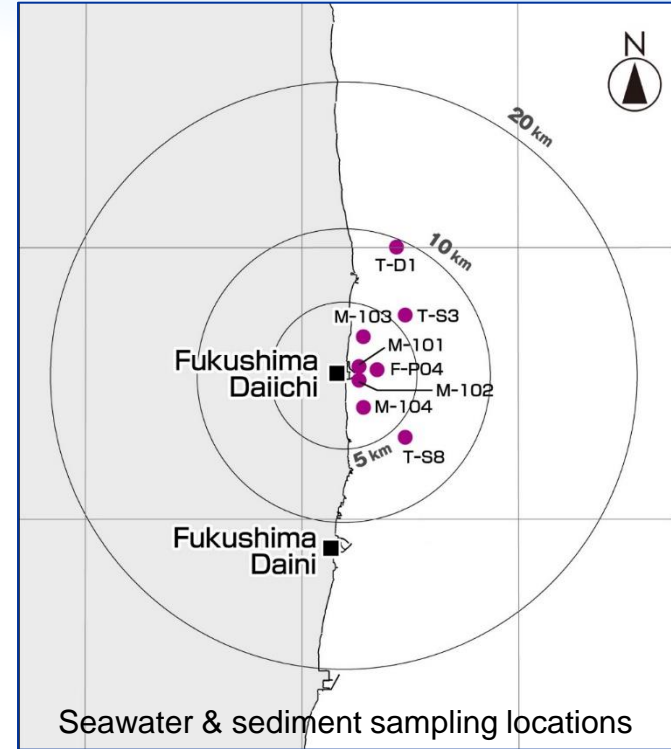 N
20 km
10 km
T-D1
M-103
T-S3
M-101
Fukushima
Daiichi
F-P04
M-102
M-104
T-S8
5 km
Fukushima
Daini
Seawater & sediment sampling locations